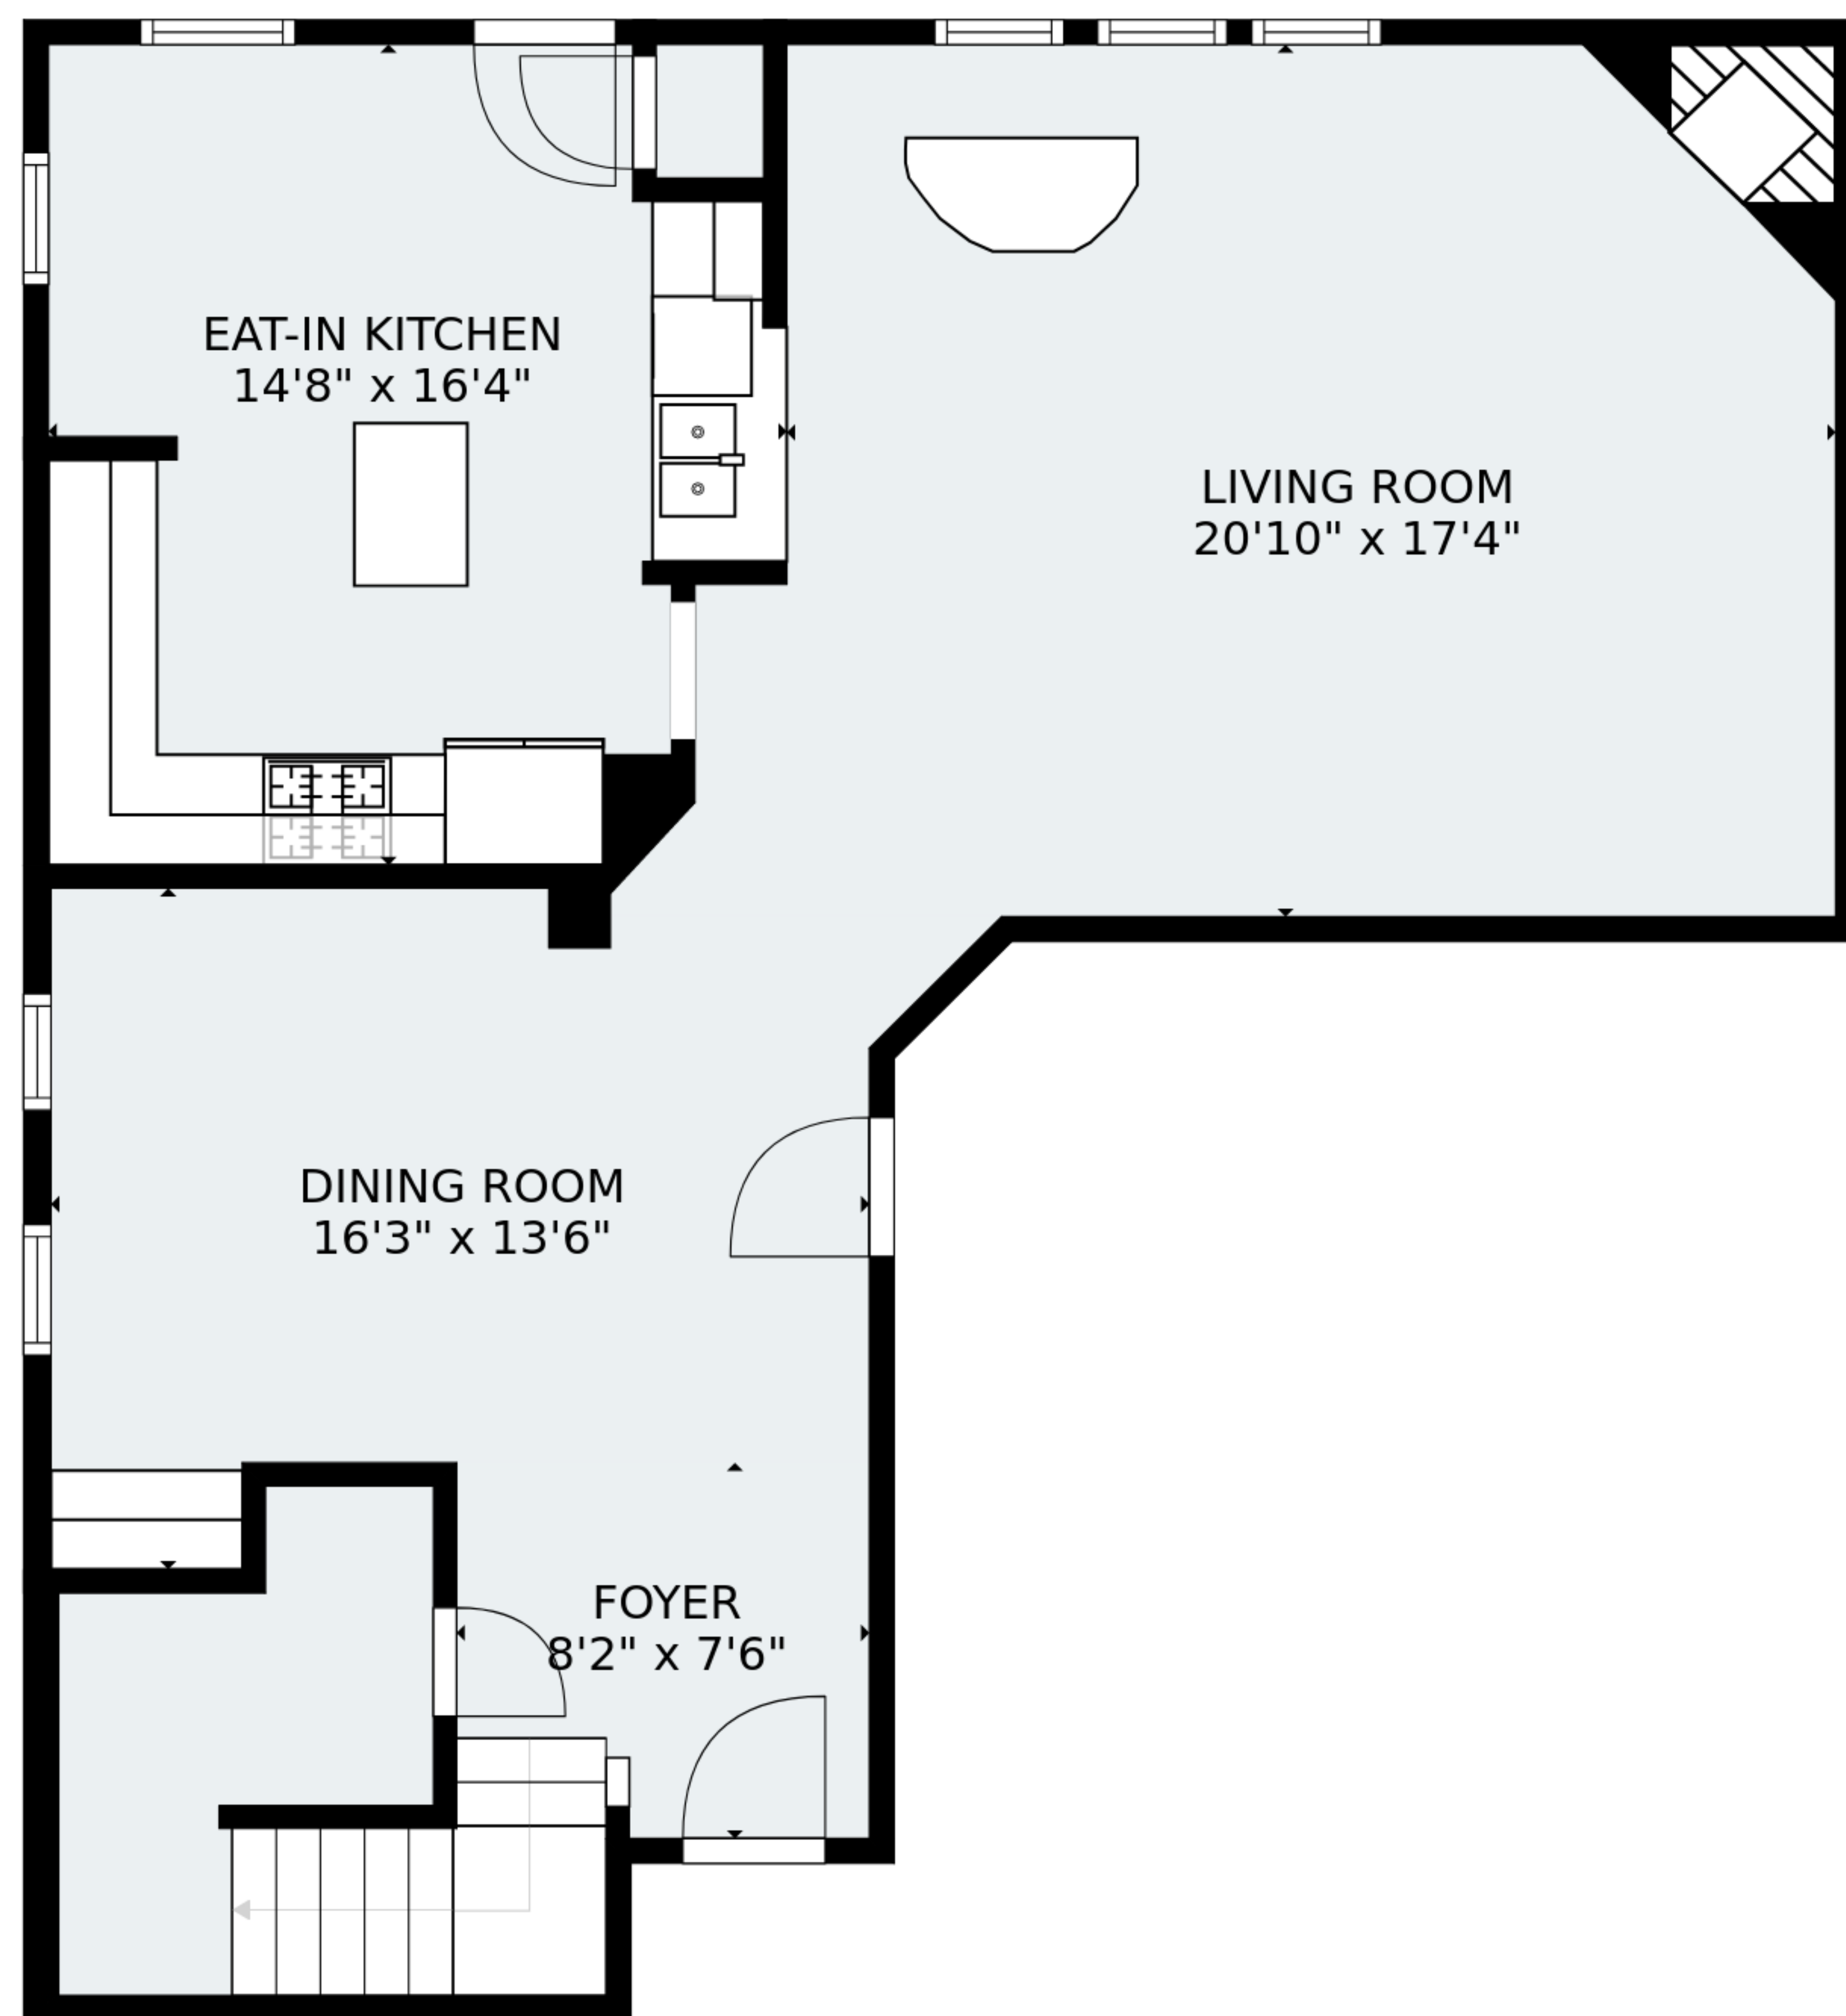 EAT-IN KITCHEN
14'8" x 16'4"
LIVING ROOM
20'10" x 17'4"
DINING ROOM
16'3" x 13'6"
FOYER
8'2" x 7'6"